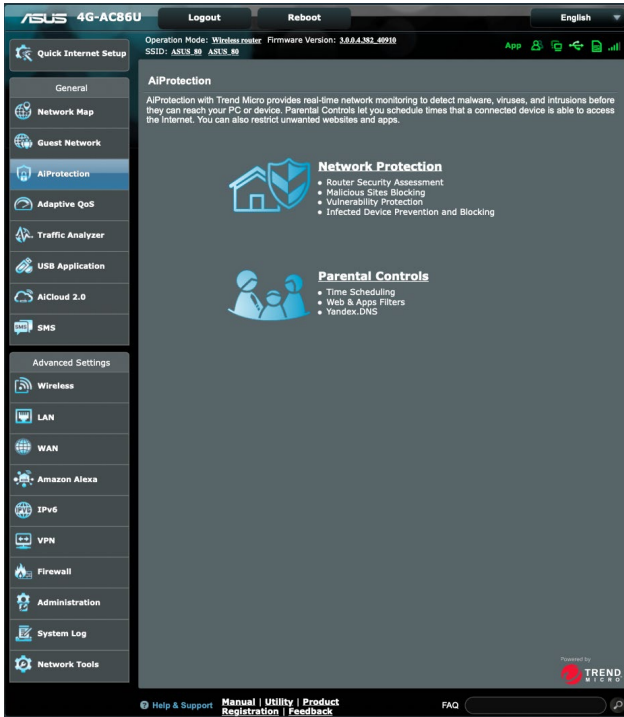 ASUS 4G-AC86U Logout Reboot English
Operation Mode: Wireless router Firmware Version: 3.0.0.4.382_40910
SSID: ASUS_80 ASUS_80
App
Quick Internet Setup
General
Network Map
Guest Network
AiProtection
Adaptive QoS
Traffic Analyzer
USB Application
AiCloud 2.0
SMS
SMS
Advanced Settings
Wireless
LAN
WAN
Amazon Alexa
IPv6
VPN
Firewall
Administration
System Log
Network Tools
AiProtection
AiProtection with Trend Micro provides real-time network monitoring to detect malware, viruses, and intrusions before
they can reach your PC or device. Parental Controls let you schedule times that a connected device is able to access
the Internet. You can also restrict unwanted websites and apps.
Network Protection
• Router Security Assessment
• Malicious Sites Blocking
• Vulnerability Protection
• Infected Device Prevention and Blocking
Parental Controls
• Time Scheduling
• Web & Apps Filters
• Yandex.DNS
Powered by
TREND
MICRO
Help & Support
Manual | Utility | Product
Registration | Feedback
FAQ